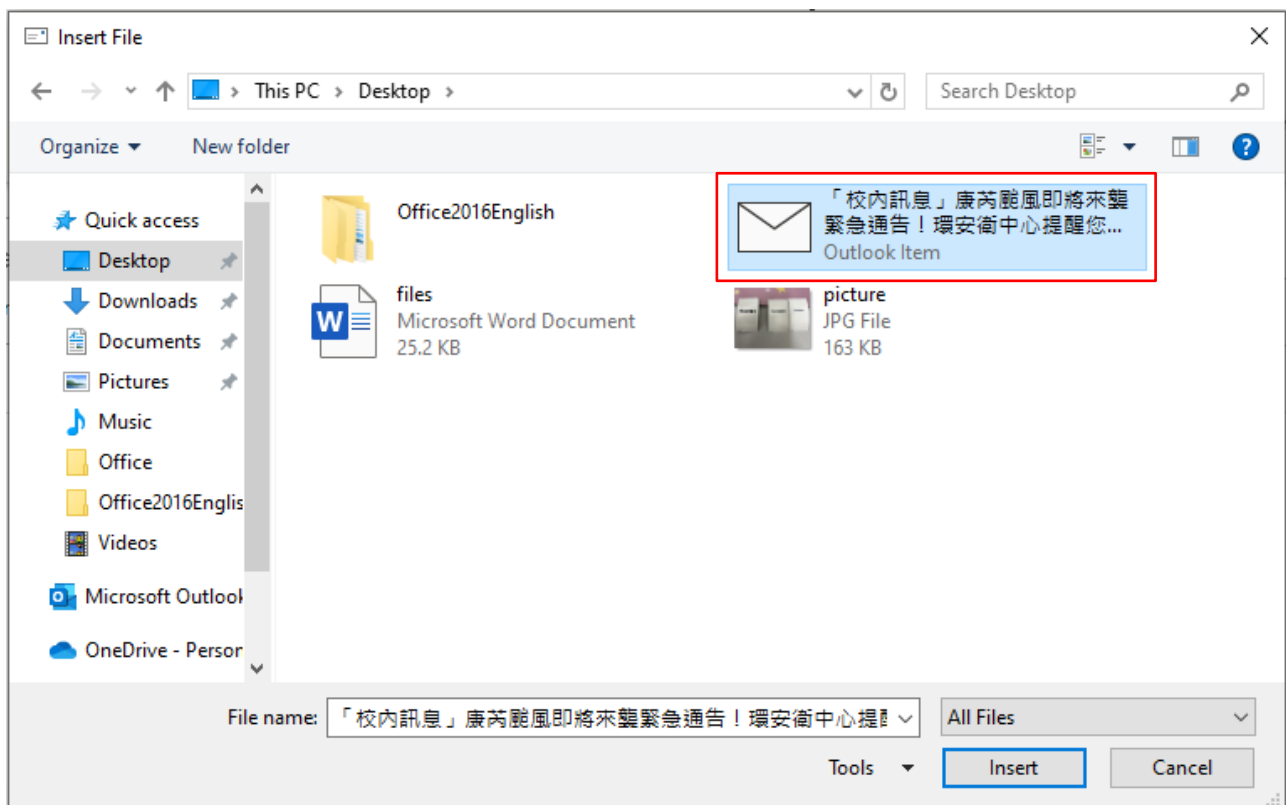 Insert File
This PC > Desktop >
Search Desktop
Organize
New folder
Quick access
Desktop
Downloads
Documents
Pictures
Music
Office
Office2016Englis
Videos
Microsoft Outlook
OneDrive - Person
Office2016English
「校內訊息」康芮颱風即將來襲
緊急通告！環安衛中心提醒您...
Outlook Item
files
Microsoft Word Document
25.2 KB
picture
JPG File
163 KB
File name:
「校內訊息」康芮颱風即將來襲緊急通告！環安衛中心提醒
All Files
Tools
Insert
Cancel